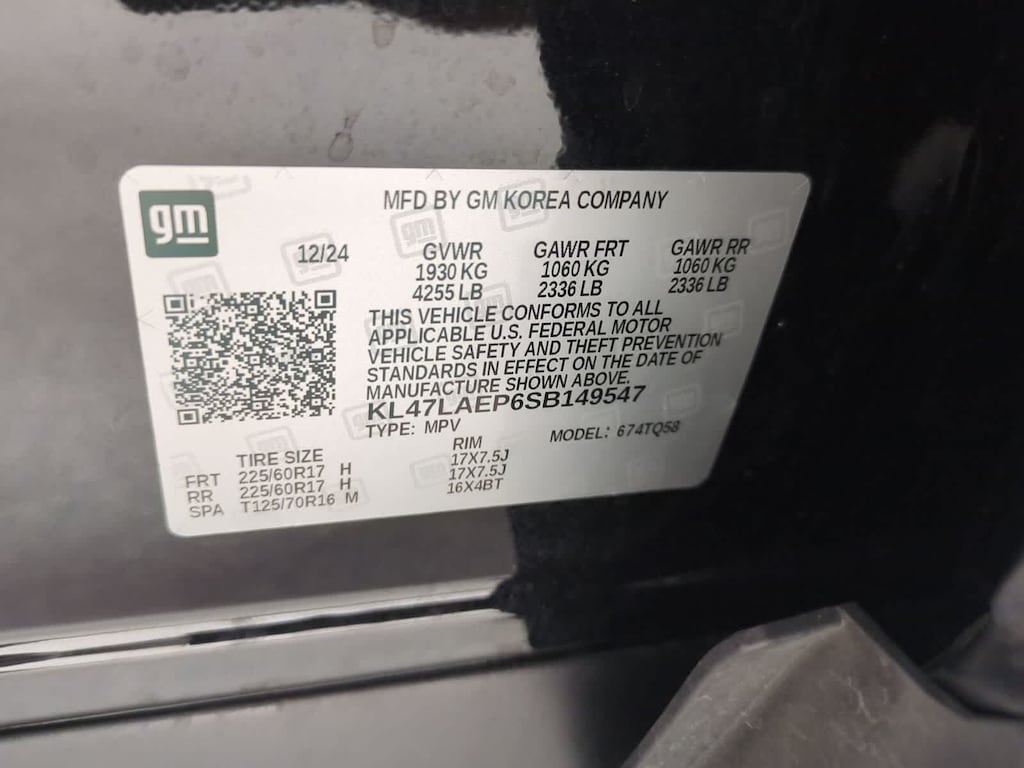 gm
MFD BY GM KOREA COMPANY
12/24 GVWR GAWR FRT GAWR RR
1930 KG 1060 KG 1060 KG
4255 LB 2336 LB 2336 LB
THIS VEHICLE CONFORMS TO ALL
APPLICABLE U.S. FEDERAL MOTOR
VEHICLE SAFETY AND THEFT PREVENTION
STANDARDS IN EFFECT ON THE DATE OF
MANUFACTURE SHOWN ABOVE.
KL47LAEP6SB149547
TYPE: MPV MODEL: 674TQ58
TIRE SIZE RIM
FRT 225/60R17 H 17X7.5J
RR 225/60R17 H 17X7.5J
SPA T125/70R16 M 16X4BT